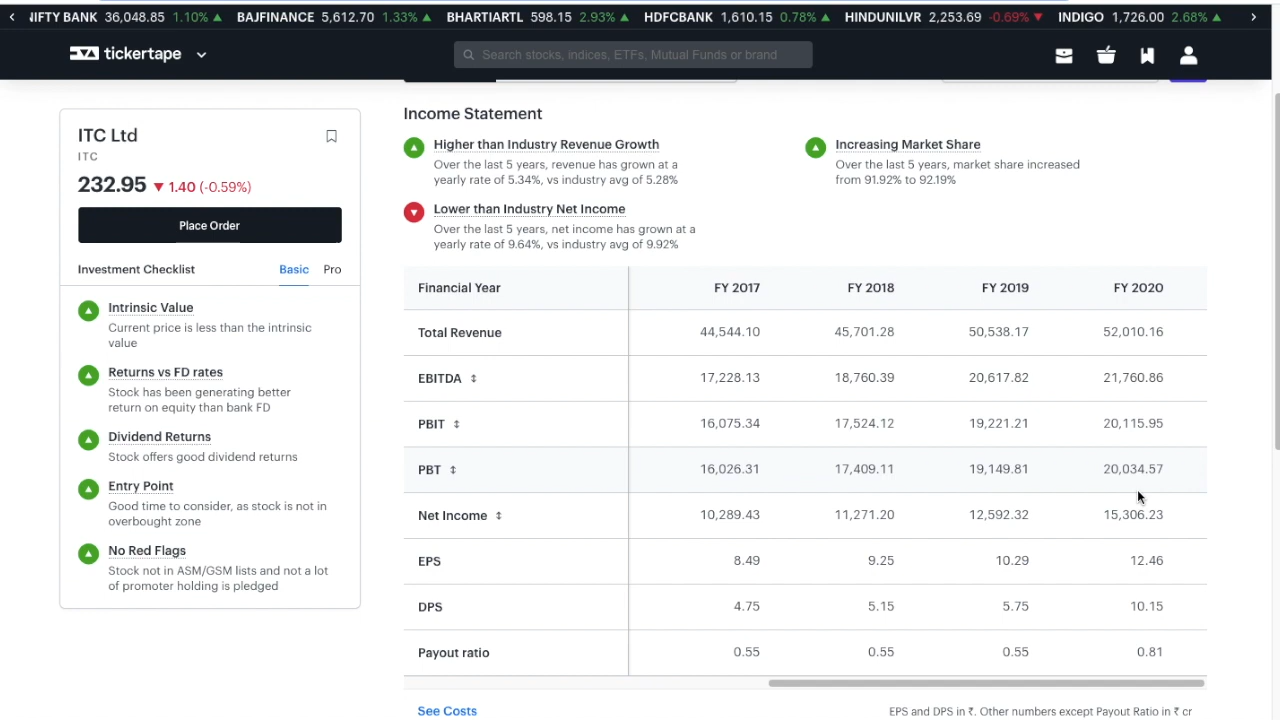 NIFTY BANK 36,048.85 1.10% BAJFINANCE 5,612.70 1.33% BHARTIARTL 598.15 2.93% HDFCBANK 1,610.15 0.78% HINDUNILVR 2,253.69 -0.69% INDIGO 1,726.00 2.68%
tickertape
Search stocks, indices, ETFs, Mutual Funds or brand
ITC Ltd
ITC
232.95 1.40 (-0.59%)
Place Order
Investment Checklist Basic Pro
Intrinsic Value
Current price is less than the intrinsic
value
Returns vs FD rates
Stock has been generating better
return on equity than bank FD
Dividend Returns
Stock offers good dividend returns
Entry Point
Good time to consider, as stock is not in
overbought zone
No Red Flags
Stock not in ASM/GSM lists and not a lot
of promoter holding is pledged
Income Statement
Higher than Industry Revenue Growth
Over the last 5 years, revenue has grown at a
yearly rate of 5.34%, vs industry avg of 5.28%
Increasing Market Share
Over the last 5 years, market share increased
from 91.92% to 92.19%
Lower than Industry Net Income
Over the last 5 years, net income has grown at a
yearly rate of 9.64%, vs industry avg of 9.92%
Financial Year FY 2017 FY 2018 FY 2019 FY 2020
Total Revenue 44,544.10 45,701.28 50,538.17 52,010.16
EBITDA 17,228.13 18,760.39 20,617.82 21,760.86
PBIT 16,075.34 17,524.12 19,221.21 20,115.95
PBT 16,026.31 17,409.11 19,149.81 20,034.57
Net Income 10,289.43 11,271.20 12,592.32 15,306.23
EPS 8.49 9.25 10.29 12.46
DPS 4.75 5.15 5.75 10.15
Payout ratio 0.55 0.55 0.55 0.81
See Costs EPS and DPS in ₹. Other numbers except Payout Ratio in ₹ cr